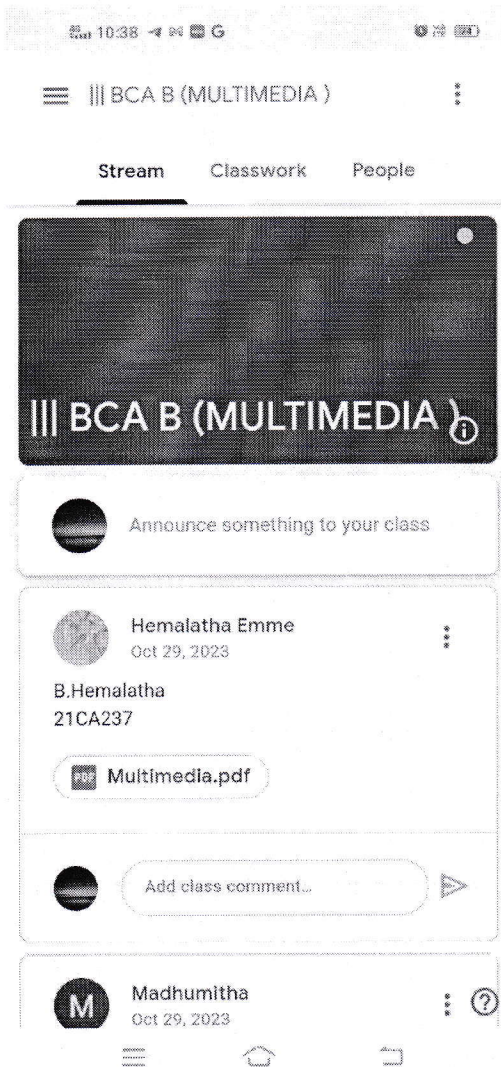 10:38
||| BCA B (MULTIMEDIA )
Stream Classwork People
||| BCA B (MULTIMEDIA )
Announce something to your class
Hemalatha Emme
Oct 29, 2023
B.Hemalatha
21CA237
PDF Multimedia.pdf
Add class comment...
M Madhumitha
Oct 29, 2023